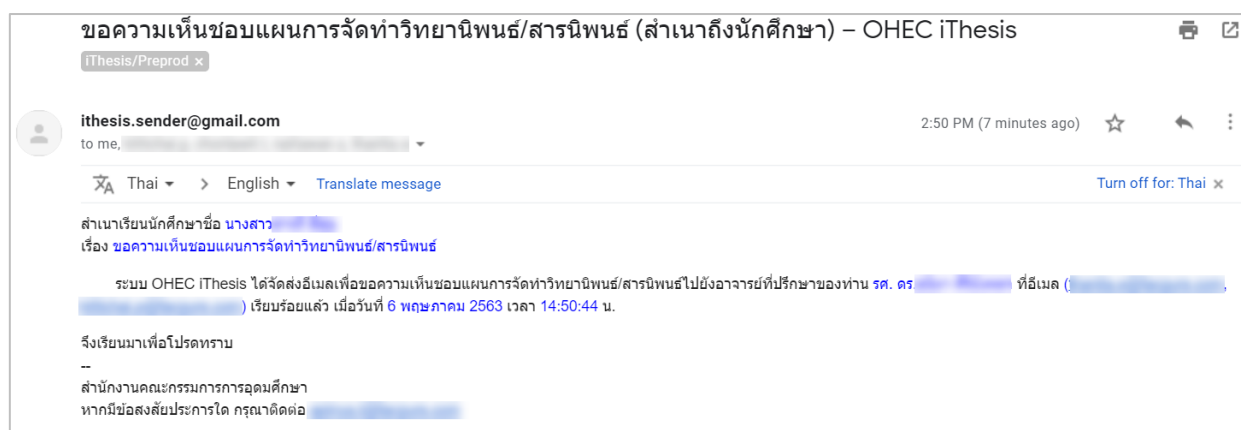 ขอความเห็นชอบแผนการจัดทำวิทยานิพนธ์/สารนิพนธ์ (สำเนาถึงนักศึกษา) – OHEC iThesis
iThesis/Preprod ×
ithesis.sender@gmail.com
2:50 PM (7 minutes ago)
to me,
Thai > English Translate message
Turn off for: Thai ×
สำเนาเรียนนักศึกษาชื่อ นางสาว
เรื่อง ขอความเห็นชอบแผนการจัดทำวิทยานิพนธ์/สารนิพนธ์
ระบบ OHEC iThesis ได้จัดส่งอีเมลเพื่อขอความเห็นชอบแผนการจัดทำวิทยานิพนธ์/สารนิพนธ์ไปยังอาจารย์ที่ปรึกษาของท่าน รศ. ดร. ที่อีเมล ( ,
) เรียบร้อยแล้ว เมื่อวันที่ 6 พฤษภาคม 2563 เวลา 14:50:44 น.
จึงเรียนมาเพื่อโปรดทราบ
--
สำนักงานคณะกรรมการการอุดมศึกษา
หากมีข้อสงสัยประการใด กรุณาติดต่อ